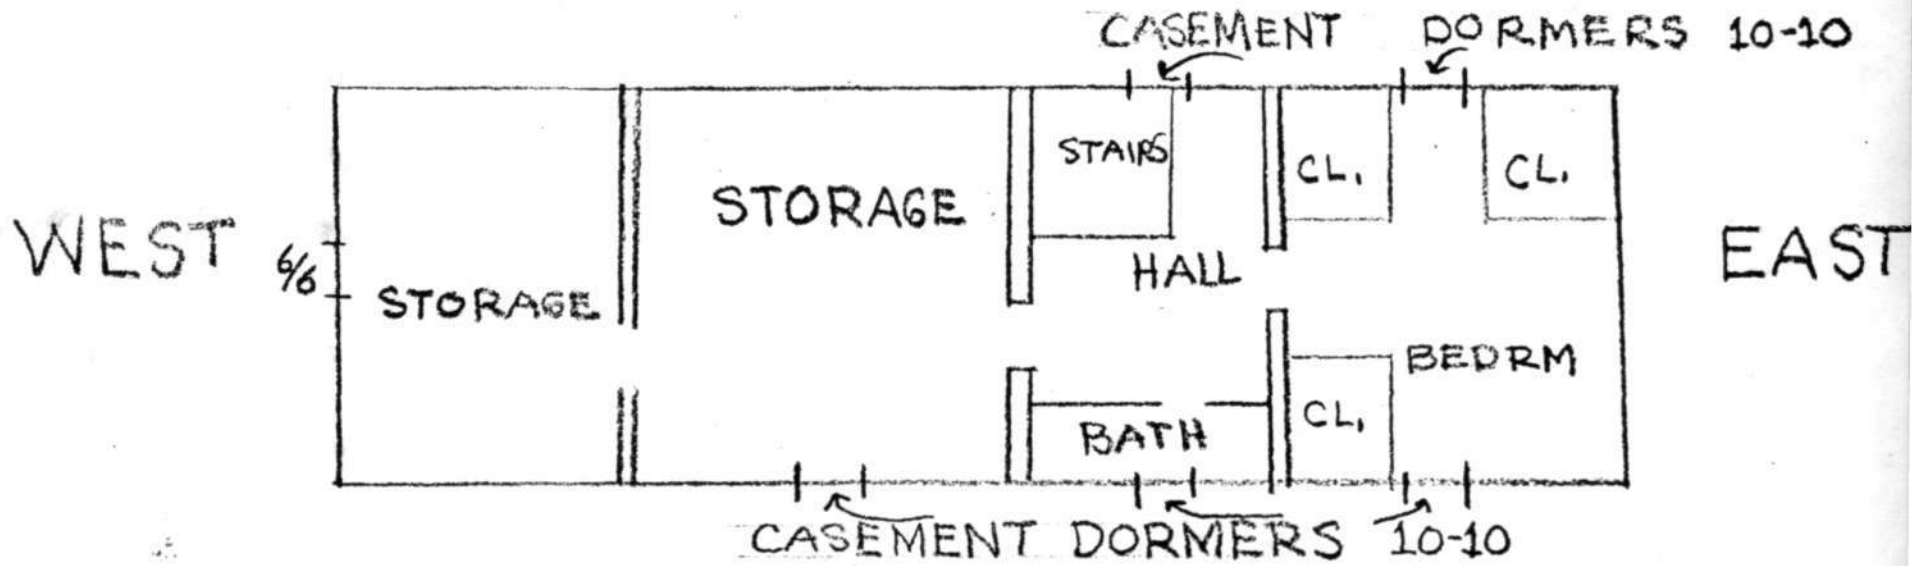 CASEMENT DORMERS 10-10
STAIRS
CL.
CL.
STORAGE
WEST
6/6
STORAGE
HALL
EAST
BEDRM
CL.
BATH
CASEMENT DORMERS 10-10